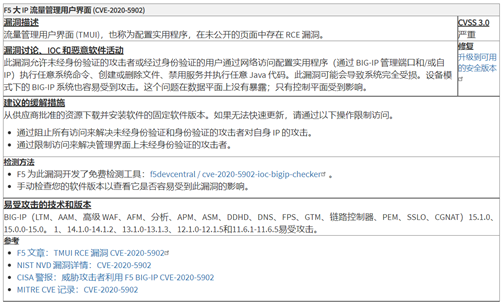 F5 大 IP 流量管理用户界面 (CVE-2020-5902)
漏洞描述
流量管理用户界面 (TMUI)，也称为配置实用程序，在未公开的页面中存在 RCE 漏洞。
CVSS 3.0
严重
漏洞讨论、IOC 和恶意软件活动
此漏洞允许未经身份验证的攻击者或经过身份验证的用户通过网络访问配置实用程序（通过 BIG-IP 管理端口和/或自
IP）执行任意系统命令、创建或删除文件、禁用服务并执行任意 Java 代码。此漏洞可能会导致系统完全受损。设备模
式下的 BIG-IP 系统也容易受到攻击。这个问题在数据平面上没有暴露；只有控制平面受到影响。
修复
升级到可用
的安全版本
建议的缓解措施
从供应商批准的资源下载并安装软件的固定软件版本。如果无法快速更新，请通过以下操作限制访问。
• 通过阻止所有访问来解决未经身份验证和身份验证的攻击者对自身 IP 的攻击。
• 通过限制访问来解决管理界面上未经身份验证的攻击者。
检测方法
• F5 为此漏洞开发了免费检测工具：f5devcentral / cve-2020-5902-ioc-bigip-checker 。
• 手动检查您的软件版本以查看它是否容易受到此漏洞的影响。
易受攻击的技术和版本
BIG-IP（LTM、AAM、高级 WAF、AFM、分析、APM、ASM、DDHD、DNS、FPS、GTM、链路控制器、PEM、SSLO、CGNAT）15.1.0、
15.0.0-15.0。 1、14.1.0-14.1.2、13.1.0-13.1.3、12.1.0-12.1.5和11.6.1-11.6.5易受攻击。
参考
• F5 文章：TMUI RCE 漏洞 CVE-2020-5902
• NIST NVD 漏洞详情：CVE-2020-5902
• CISA 警报：威胁攻击者利用 F5 BIG-IP CVE-2020-5902
• MITRE CVE 记录：CVE-2020-5902